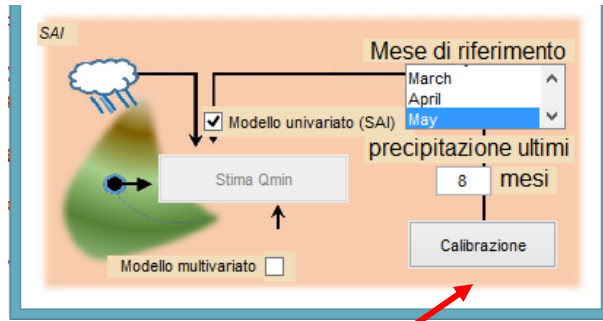 SAI
Mese di riferimento
March
April
May
Modello univariato (SAI)
precipitazione ultimi
8 mesi
Stima Qmin
Calibrazione
Modello multivariato